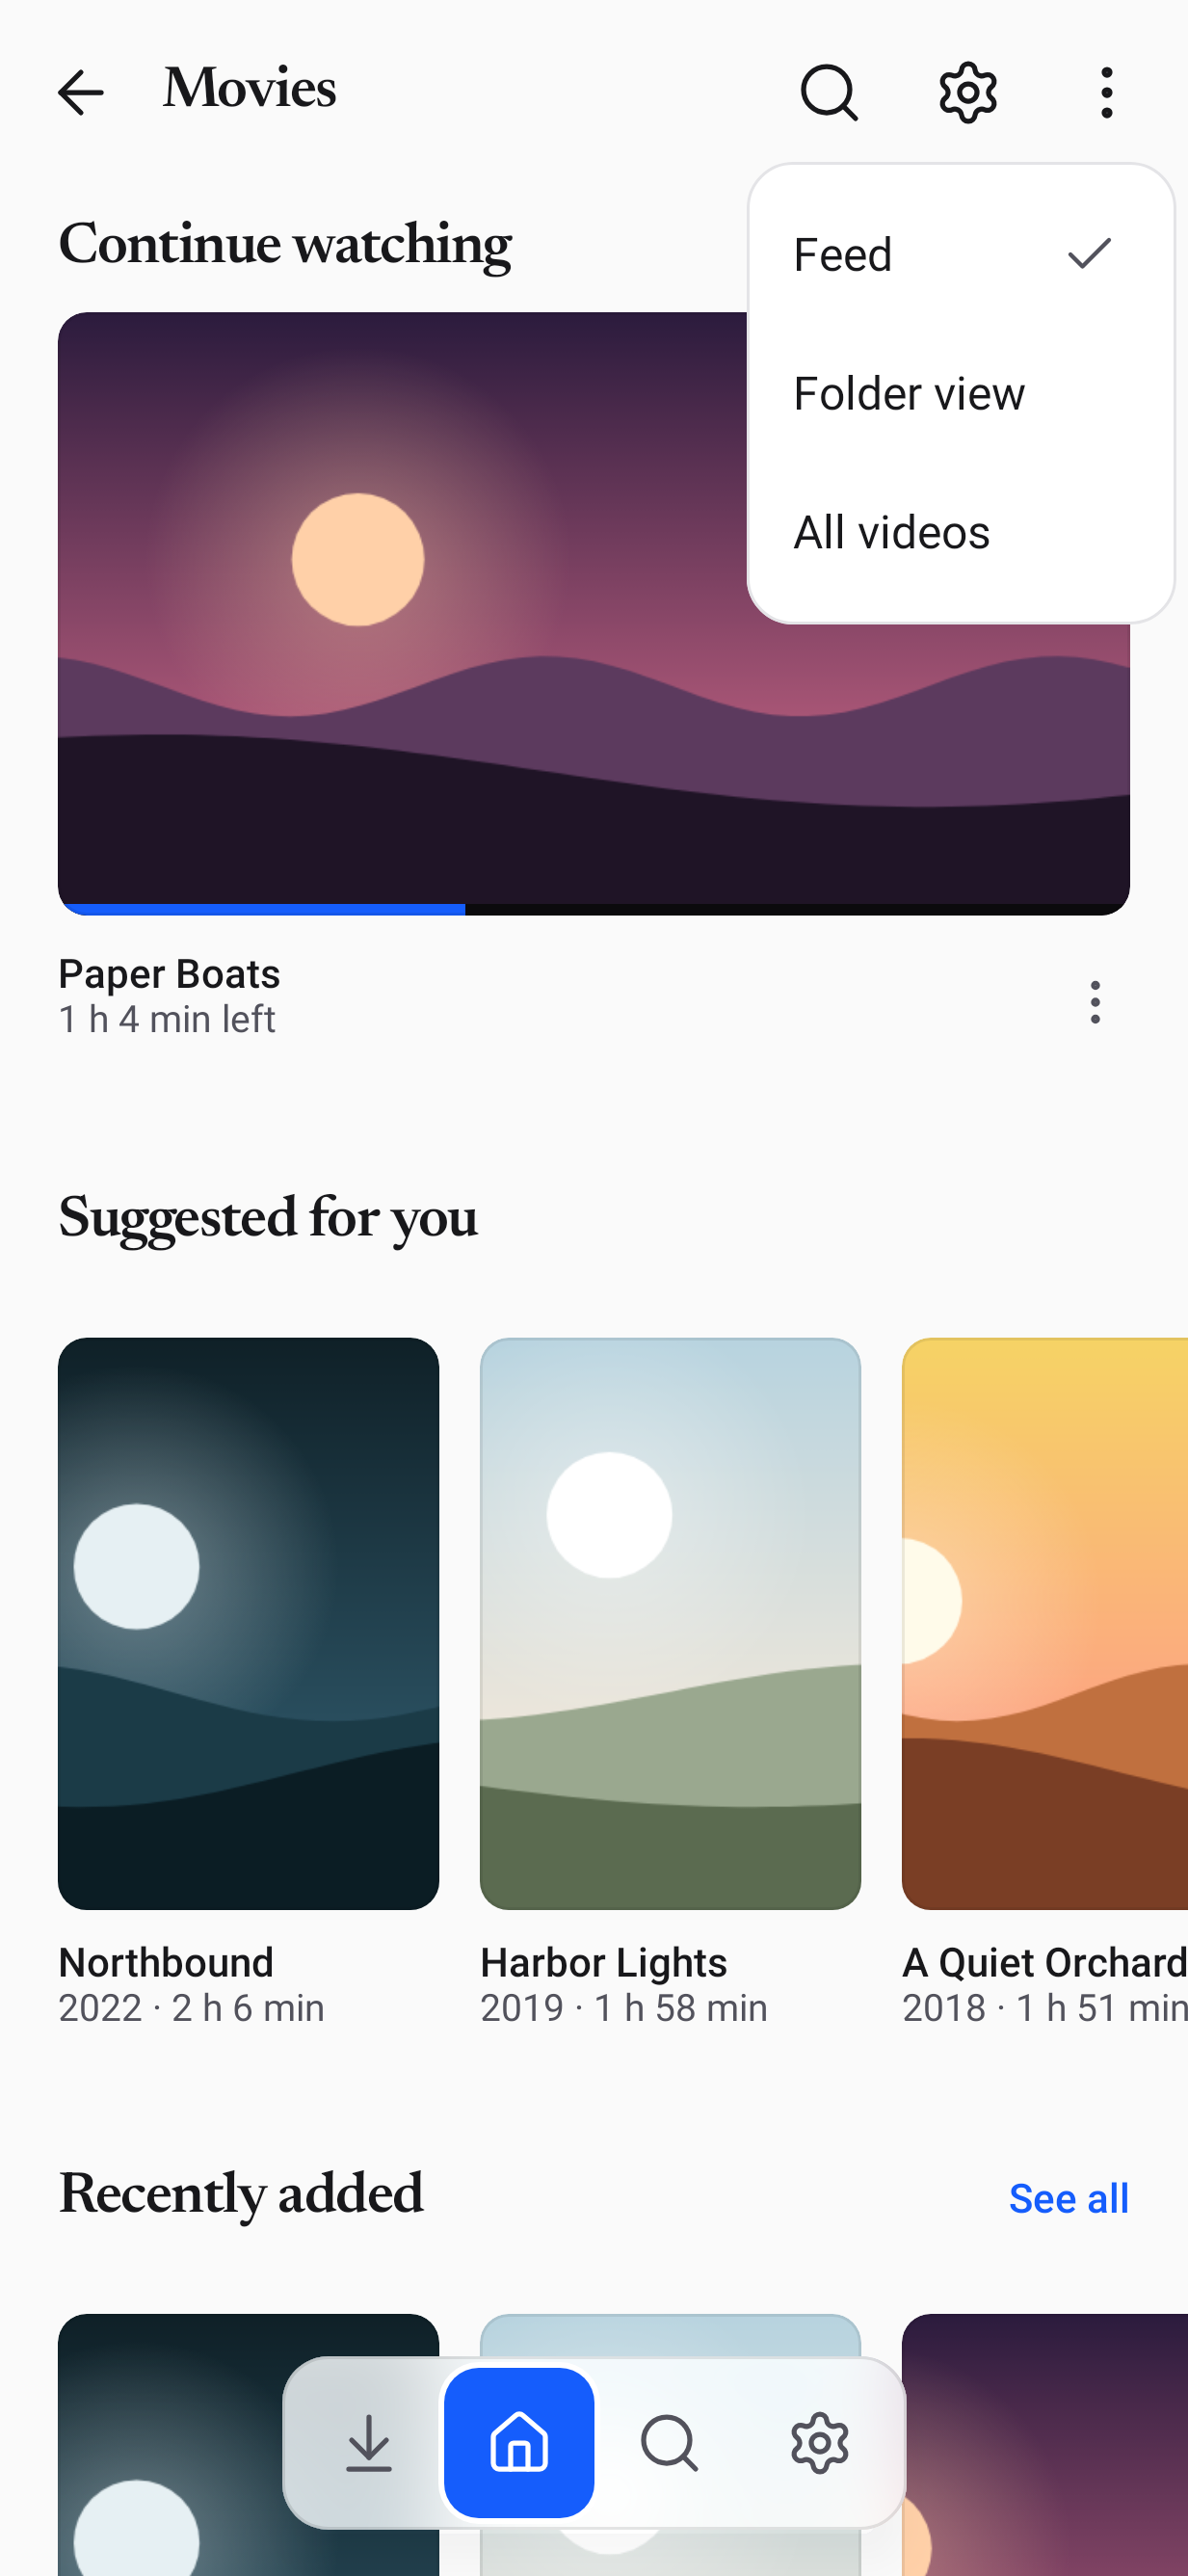 Movies
Feed
Folder view
All videos
Continue watching
Paper Boats
1 h 4 min left
Suggested for you
Northbound
2022 · 2 h 6 min
Harbor Lights
2019 · 1 h 58 min
A Quiet Orchard
2018 · 1 h 51 min
Recently added
See all